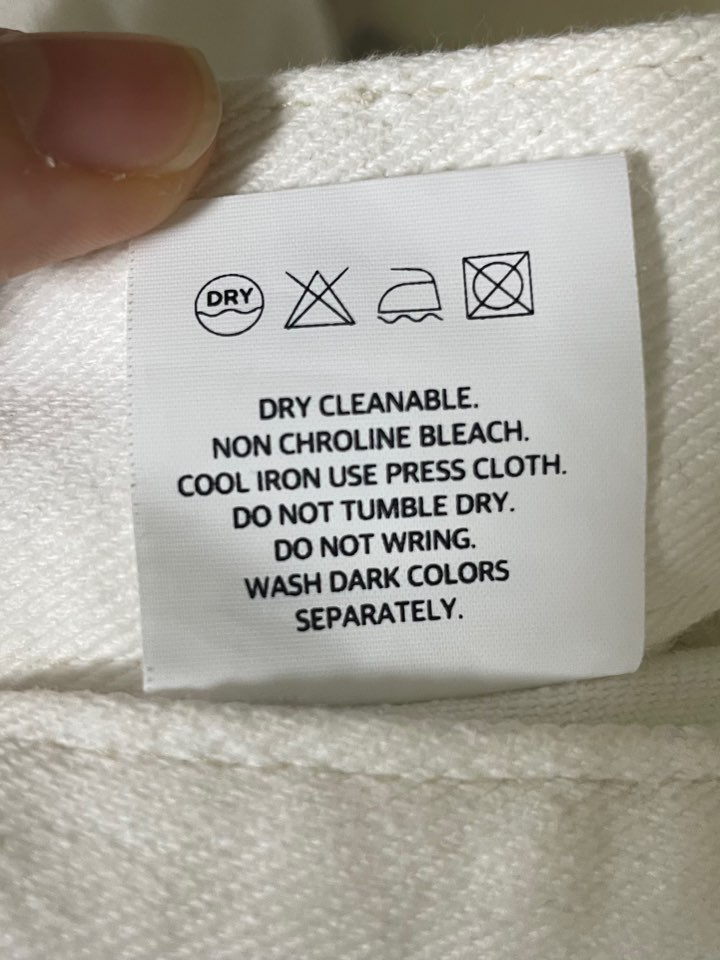 DRY
DRY CLEANABLE.
NON CHROLINE BLEACH.
COOL IRON USE PRESS CLOTH.
DO NOT TUMBLE DRY.
DO NOT WRING.
WASH DARK COLORS
SEPARATELY.